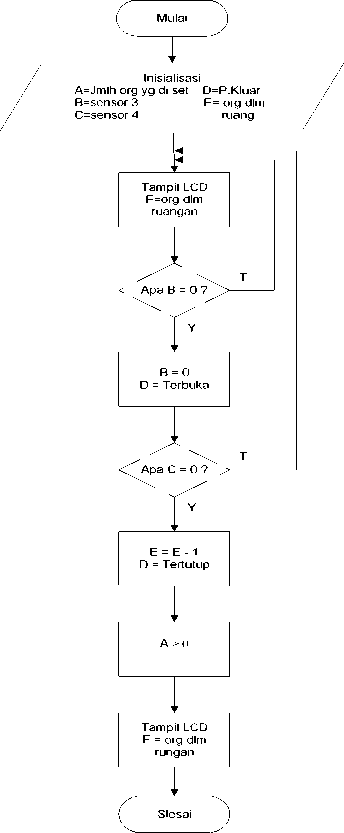 Mulai
Inisialisasi
A=Jmlh org yg di set D=P.Kluar
B=sensor 3 E= org dlm
C=sensor 4 ruang
Tampil LCD
E=org dlm
ruangan
Apa B = 0 ?
T
Y
B = 0
D = Terbuka
Apa C = 0 ?
T
Y
E = E - 1
D = Tertutup
A > 0
Tampil LCD
E = org dlm
rungan
Slesai